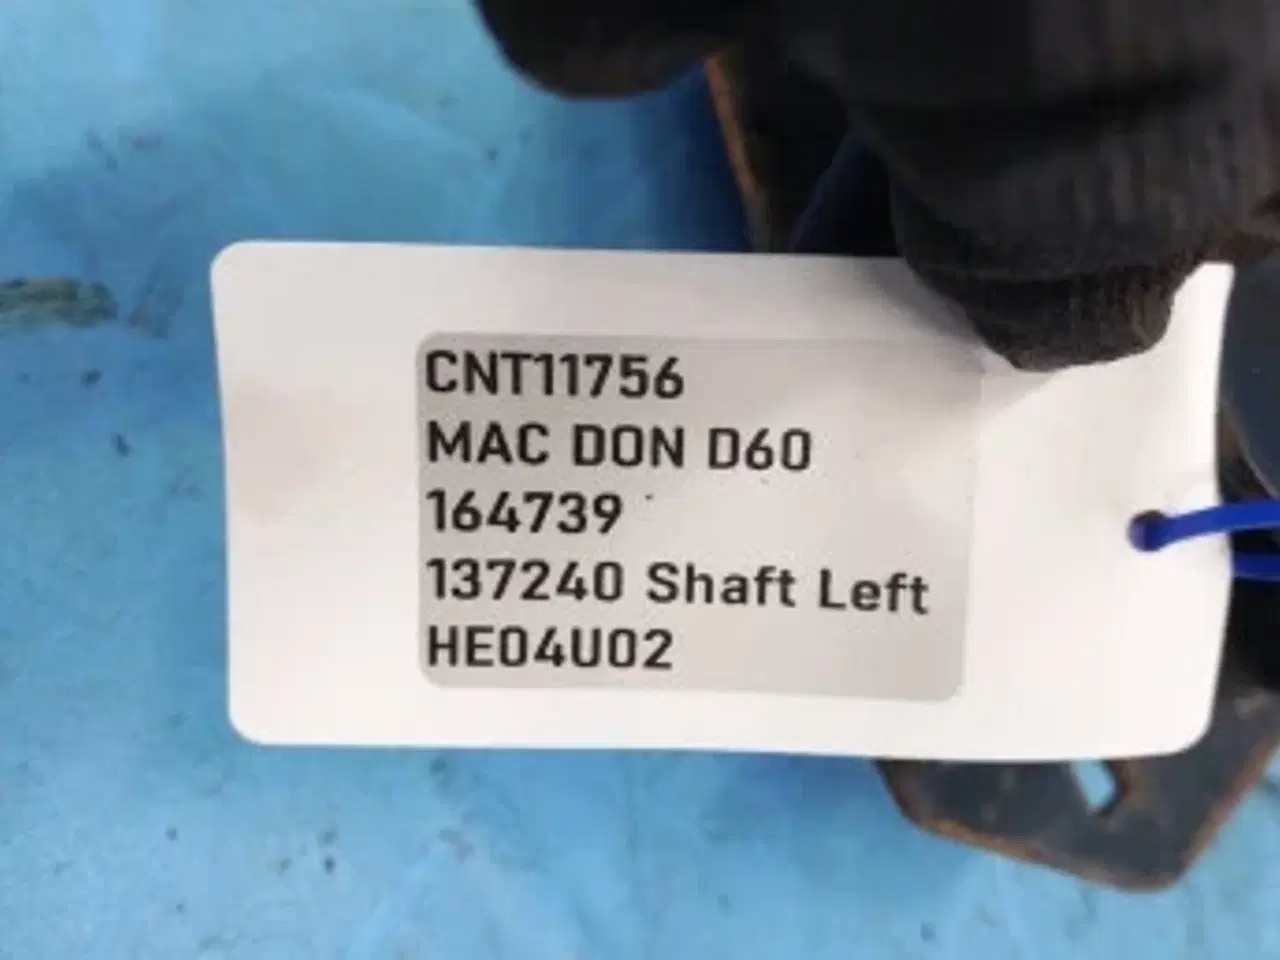 CNT11756
MAC DON D60
164739
137240 Shaft Left
HE04U02